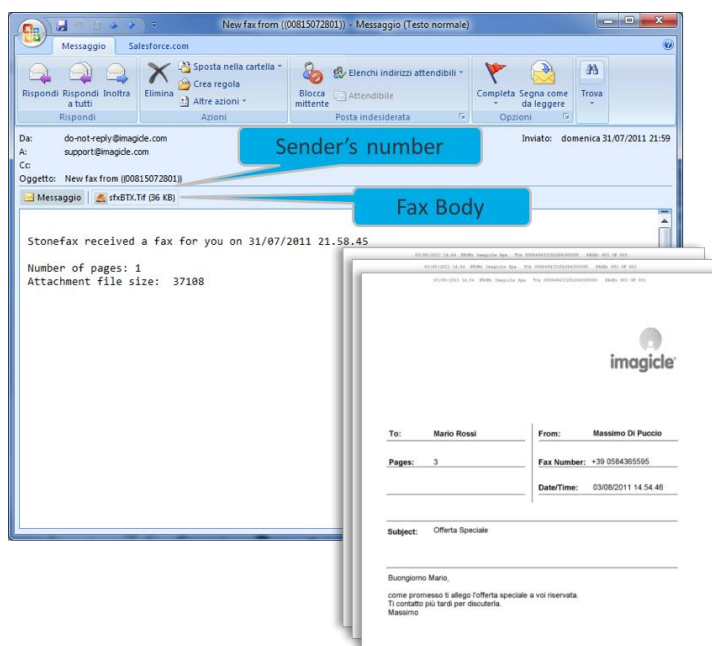 New fax from ((00815072801)) - Messaggio (Testo normale)
Messaggio Salesforce.com
Rispondi Rispondi a tutti Inoltra
Elimina
Sposta nella cartella
Crea regola
Altre azioni
Blocca mittente
Elenchi indirizzi attendibili
Attendibile
Completa Segna come da leggere
Trova
Rispondi Azioni Posta indesiderata Opzioni
Da: do-not-reply@imagicle.com
Inviato: domenica 31/07/2011 21:59
A: support@imagicle.com
Cc:
Oggetto: New fax from ((00815072801))
Sender's number
Messaggio sfxBTX.Tif (36 KB)
Fax Body
Stonefax received a fax for you on 31/07/2011 21.58.45
Number of pages: 1
Attachment file size: 37108
imagicle
To: Mario Rossi From: Massimo Di Puccio
Pages: 3 Fax Number: +39 0584365595
Date/Time: 03/08/2011 14.54.46
Subject: Offerta Speciale
Buongiorno Mario,
come promesso ti allego l'offerta speciale a voi riservata.
Ti contatto più tardi per discuterla.
Massimo